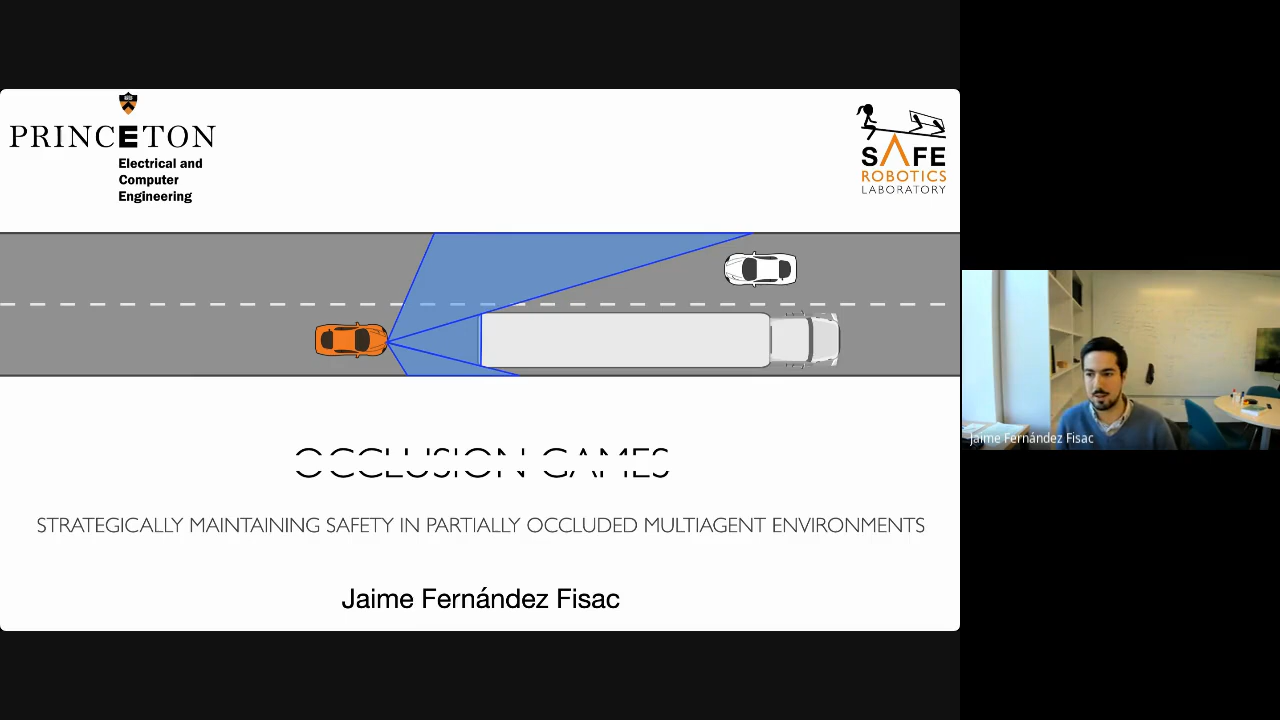 PRINCETON
Electrical and
Computer
Engineering
SAFE
ROBOTICS
LABORATORY
OCCLUSION GAMES
STRATEGICALLY MAINTAINING SAFETY IN PARTIALLY OCCLUDED MULTIAGENT ENVIRONMENTS
Jaime Fernández Fisac
Jaime Fernández Fisac